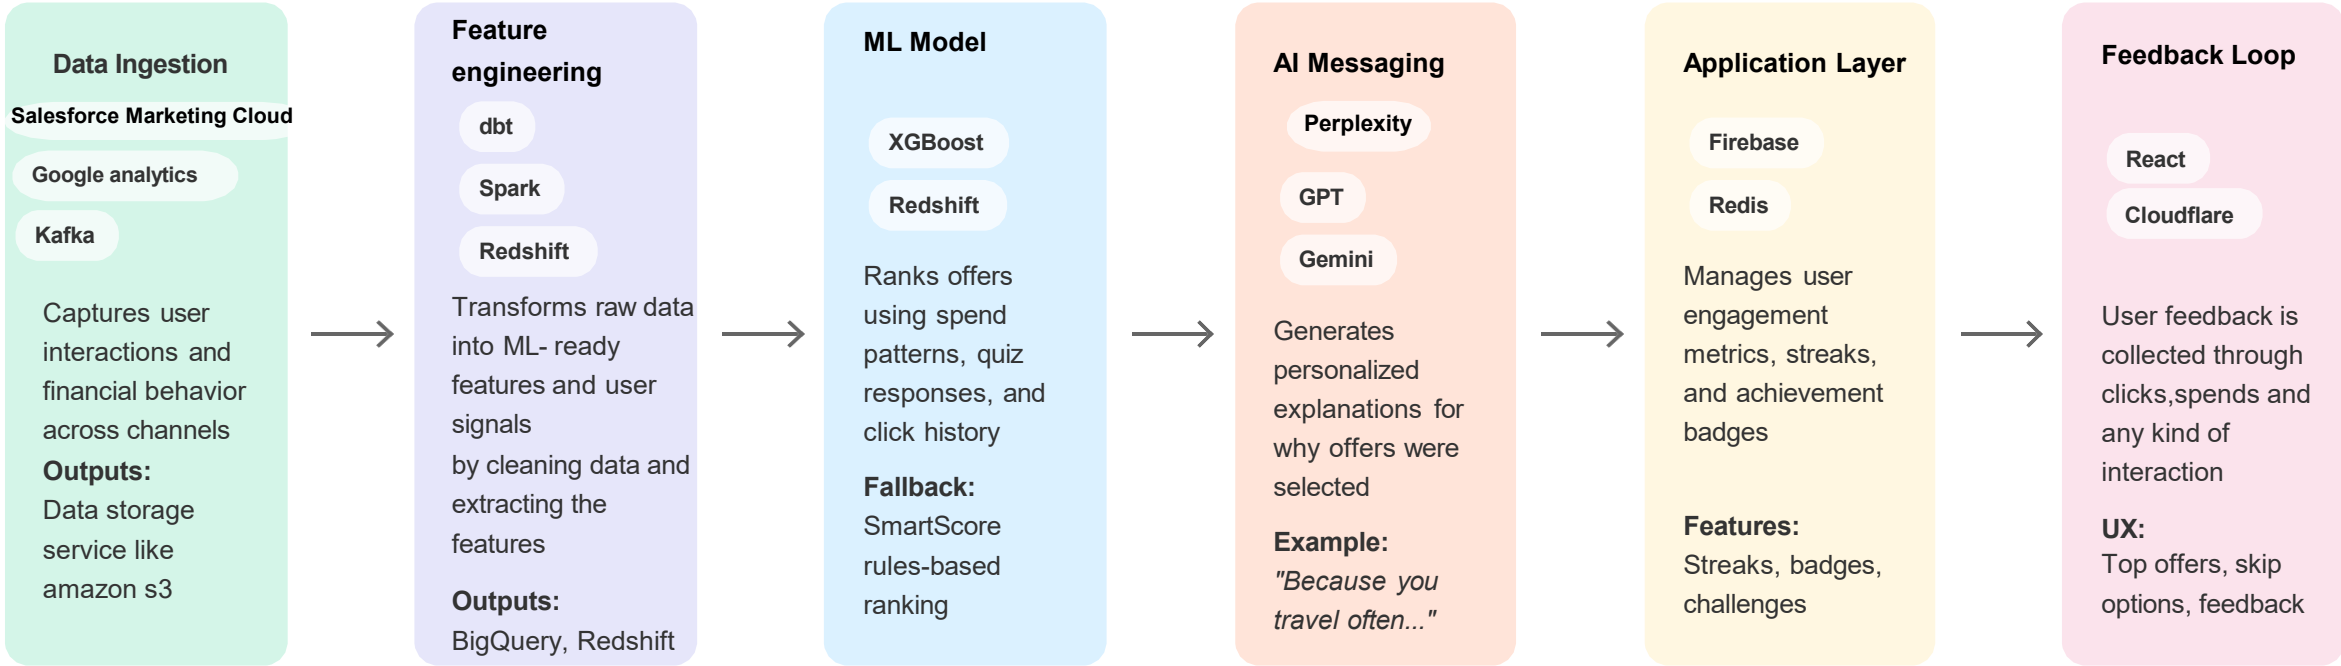 Data Ingestion
Salesforce Marketing Cloud
Google analytics
Kafka
Captures user
interactions and
financial behavior
across channels
Outputs:
Data storage
service like
amazon s3
Feature
engineering
dbt
Spark
Redshift
Transforms raw data
into ML- ready
features and user
signals
by cleaning data and
extracting the
features
Outputs:
BigQuery, Redshift
ML Model
XGBoost
Redshift
Ranks offers
using spend
patterns, quiz
responses, and
click history
Fallback:
SmartScore
rules-based
ranking
AI Messaging
Perplexity
GPT
Gemini
Generates
personalized
explanations for
why offers were
selected
Example:
"Because you
travel often..."
Application Layer
Firebase
Redis
Manages user
engagement
metrics, streaks,
and achievement
badges
Features:
Streaks, badges,
challenges
Feedback Loop
React
Cloudflare
User feedback is
collected through
clicks,spends and
any kind of
interaction
UX:
Top offers, skip
options, feedback